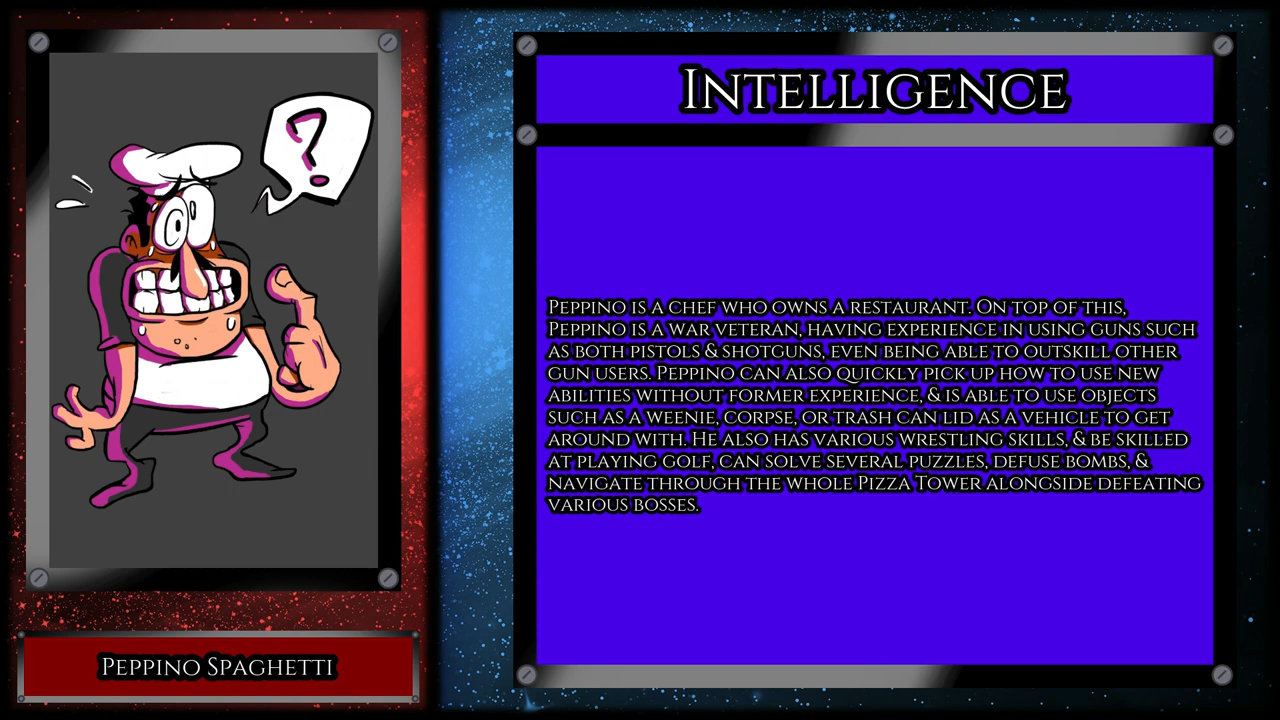 ?
Intelligence
Peppino is a chef who owns a restaurant. On top of this,
Peppino is a war veteran, having experience in using guns such
as both pistols & shotguns, even being able to outskill other
gun users. Peppino can also quickly pick up how to use new
abilities without former experience, & is able to use objects
such as a weenie, corpse, or trash can lid as a vehicle to get
around with. He also has various wrestling skills, & be skilled
at playing golf, can solve several puzzles, defuse bombs, &
navigate through the whole Pizza Tower alongside defeating
various bosses.
Peppino Spaghetti